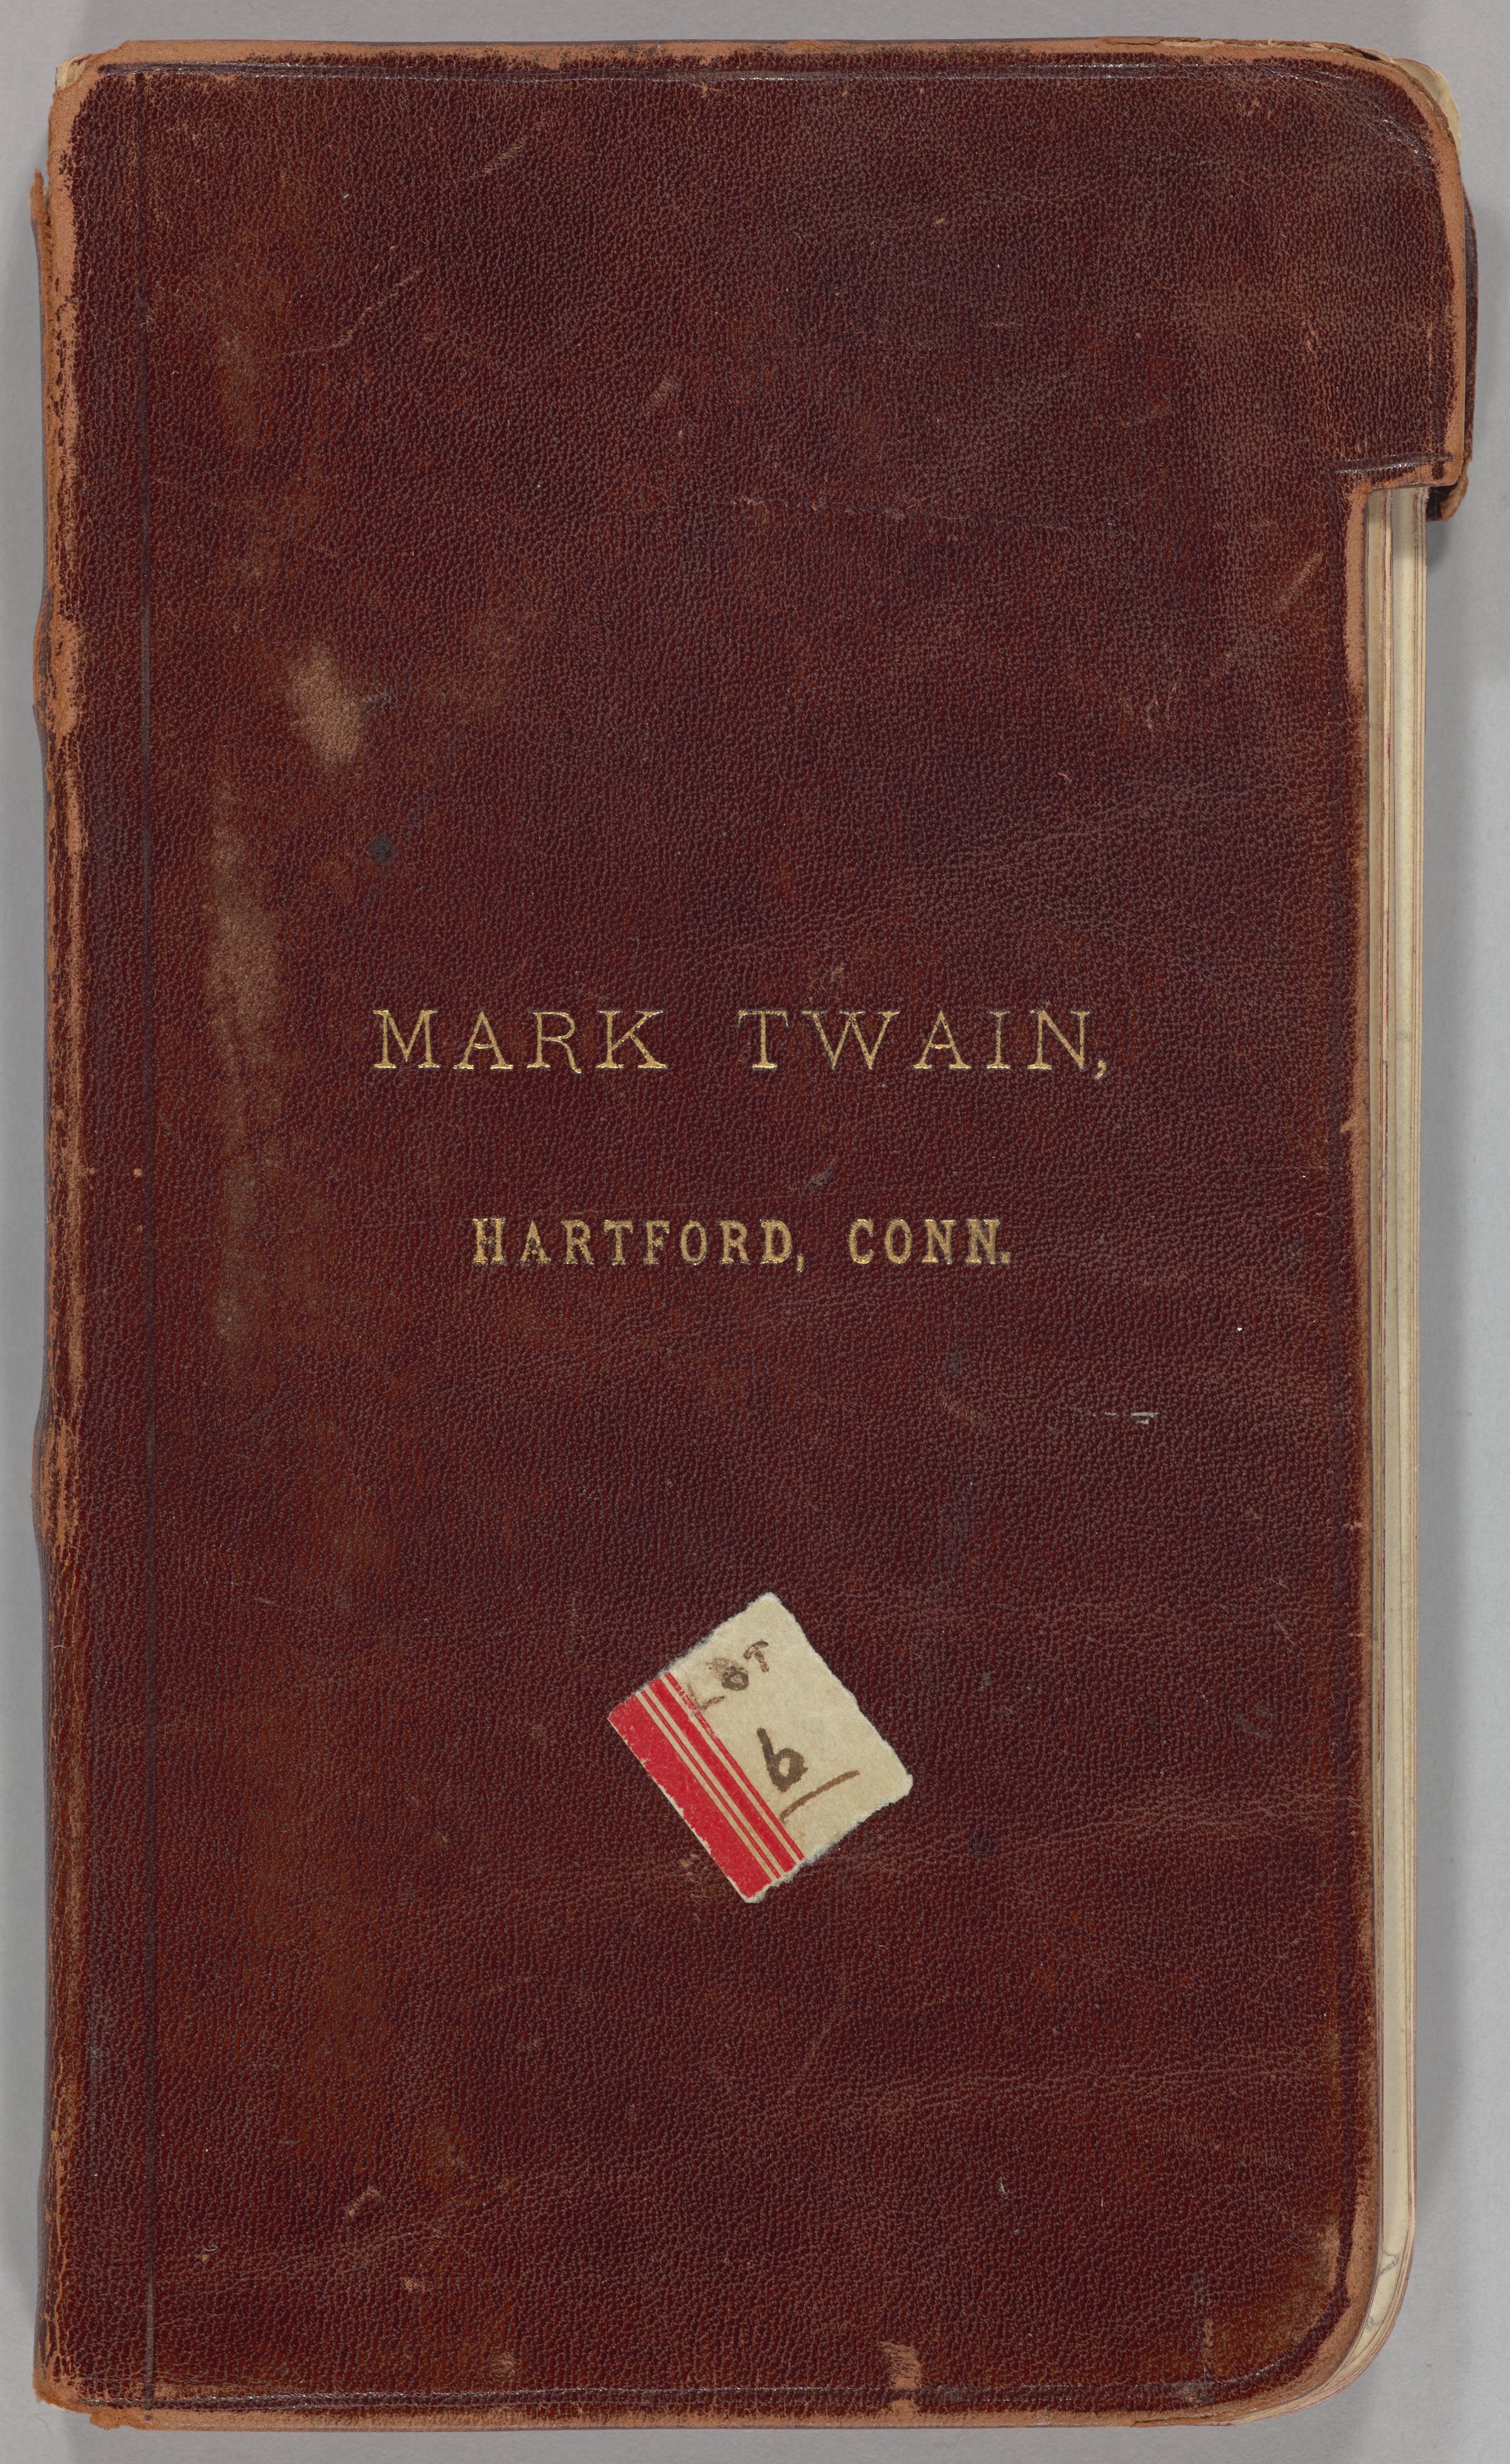 MARK TWAIN,
HARTFORD, CONN.
LOT
6